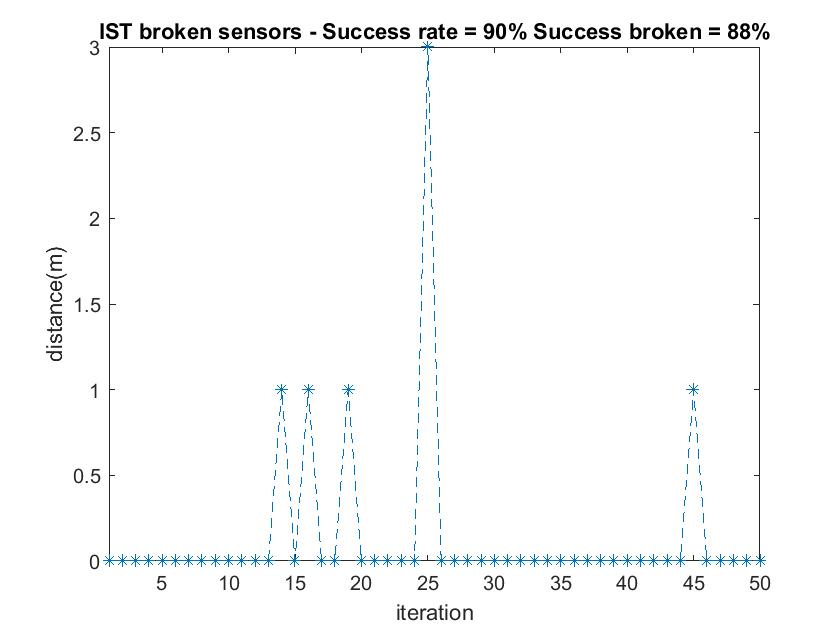 IST broken sensors - Success rate = 90% Success broken = 88%
3
2.5
2
1.5
1
0.5
0
distance(m)
5 10 15 20 25 30 35 40 45 50
iteration